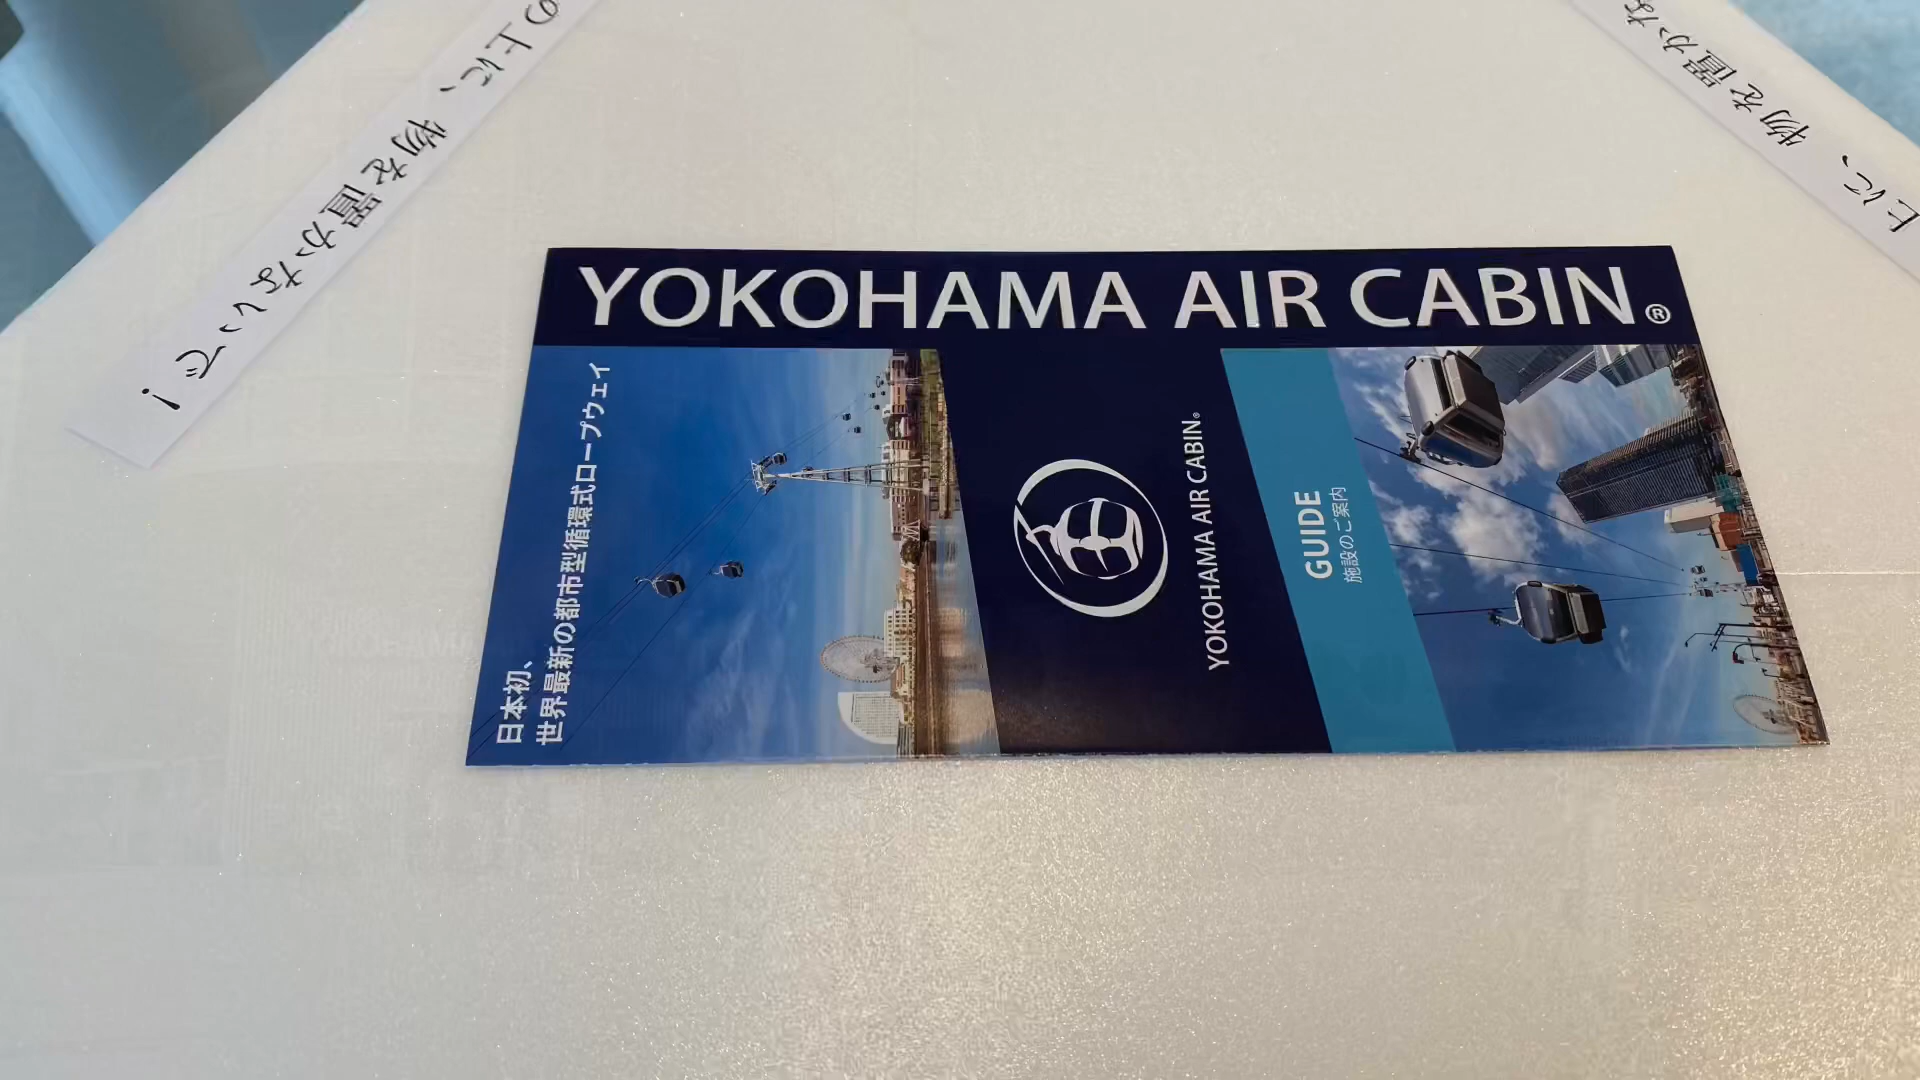 の上に、物を置かないで!
上に、物を置かな
YOKOHAMA AIR CABIN®
日本初、
世界最新の都市型循環式ロープウェイ
YOKOHAMA AIR CABIN®
GUIDE
施設のご案内